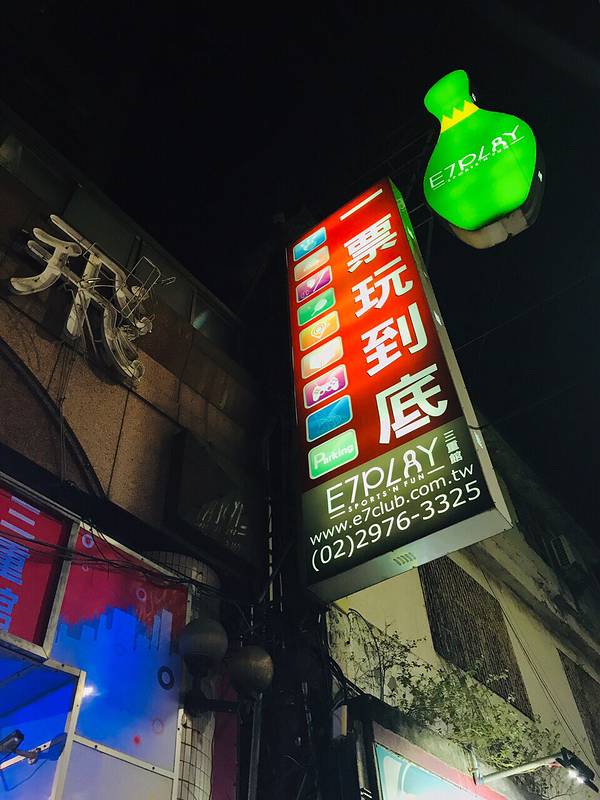 E7PLAY
SPORTS 'N FUN
一票玩到底
Parking
E7PLAY
三重館
SPORTS 'N FUN
www.e7club.com.tw
(02)2976-3325
三重館